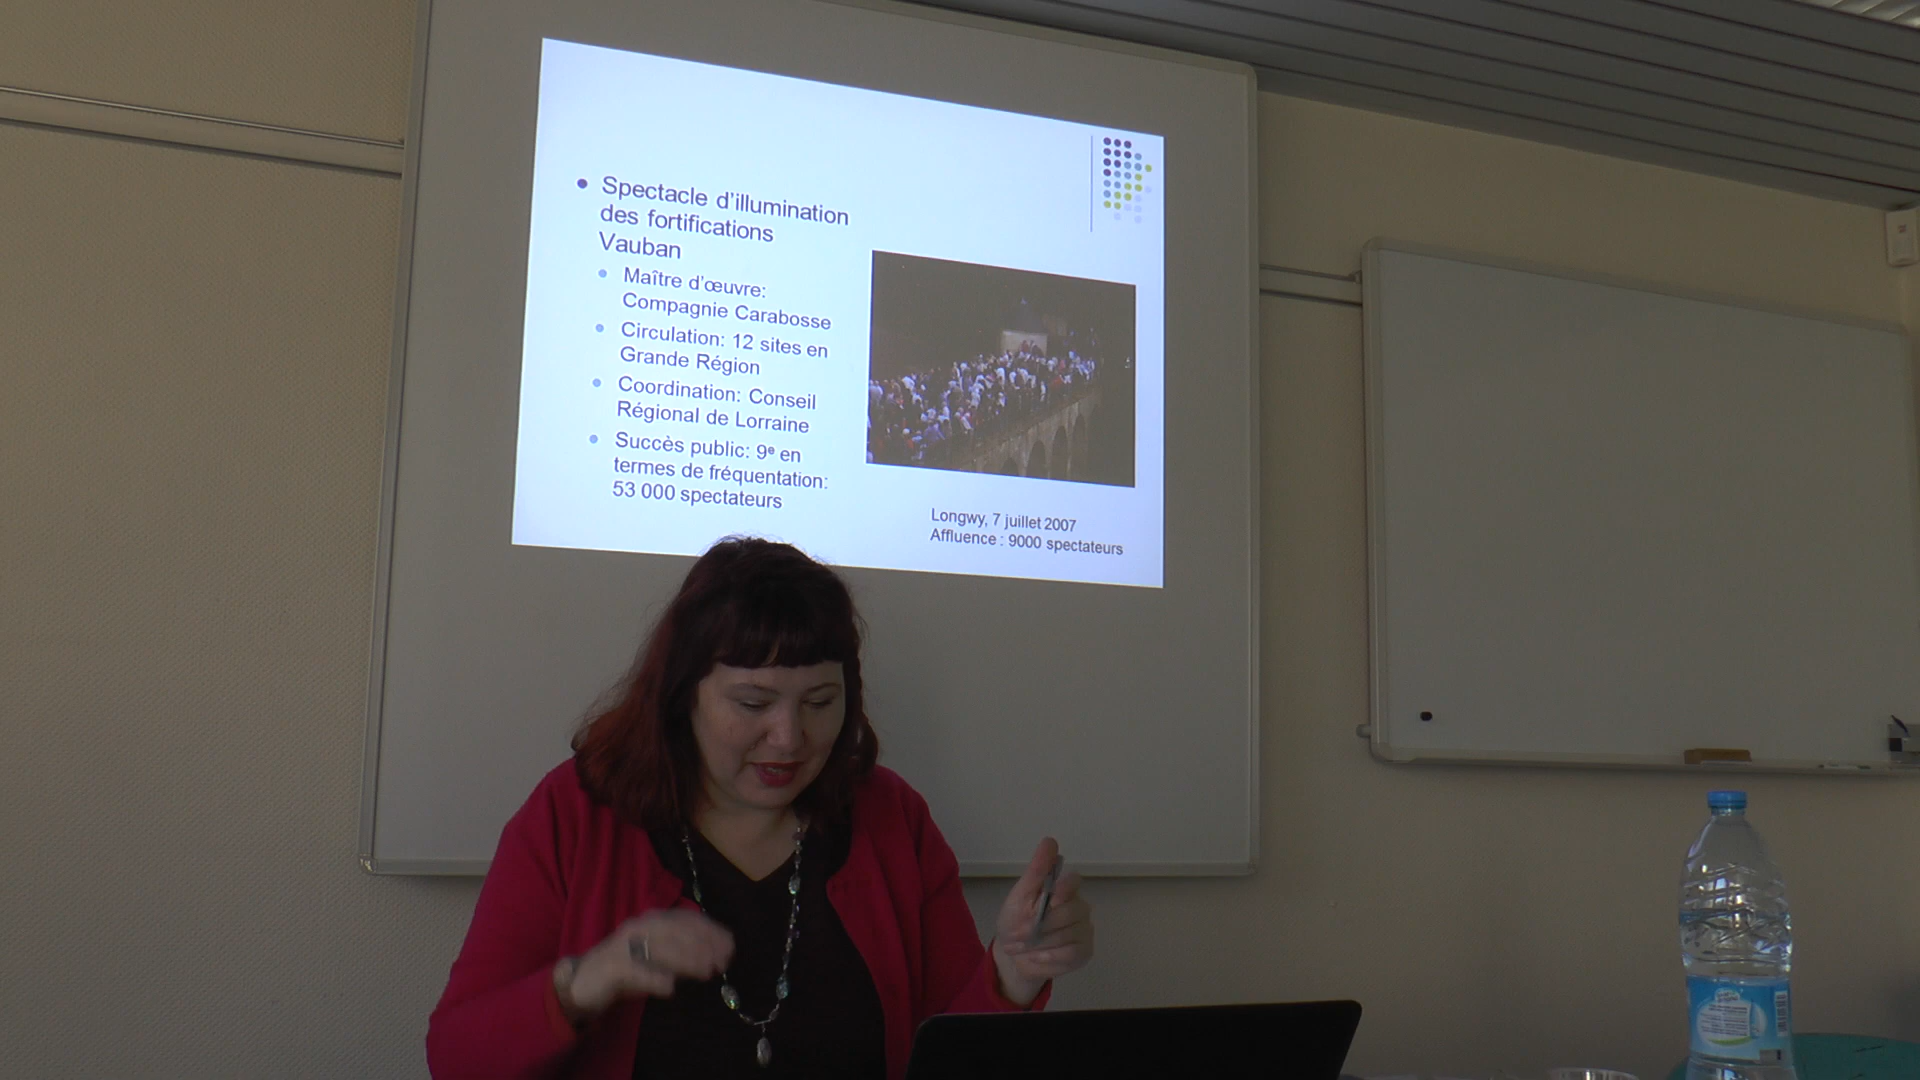 Spectacle d'illumination
des fortifications
Vauban
Maître d'œuvre:
Compagnie Carabosse
Circulation: 12 sites en
Grande Région
Coordination: Conseil
Régional de Lorraine
Succès public: 9e en
termes de fréquentation:
53 000 spectateurs
Longwy, 7 juillet 2007
Affluence : 9000 spectateurs